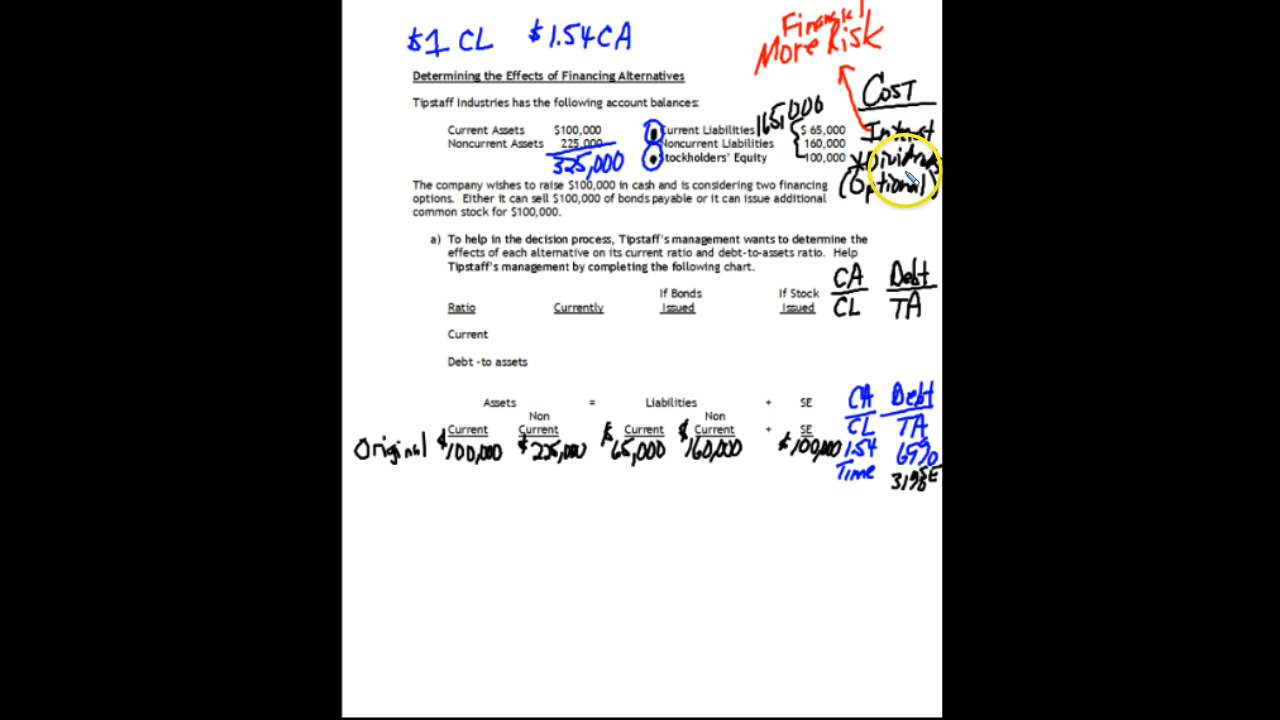 Financial
$1 CL $1.54 CA
More Risk
Determining the Effects of Financing Alternatives
Cost
Tipstaff Industries has the following account balances:
165,000
Current Assets $100,000 Current Liabilities $ 65,000 Interest
Noncurrent Assets 225,000 Noncurrent Liabilities 160,000
325,000 Stockholders' Equity 100,000 Dividends
(Optional)
The company wishes to raise $100,000 in cash and is considering two financing
options. Either it can sell $100,000 of bonds payable or it can issue additional
common stock for $100,000.
a) To help in the decision process, Tipstaff's management wants to determine the
effects of each alternative on its current ratio and debt-to-assets ratio. Help
Tipstaff's management by completing the following chart.
CA Debt
CL TA
If Bonds If Stock
Ratio Currently Issued Issued
Current
Debt -to assets
Assets = Liabilities + SE CA Debt
Non Non
Current Current Current Current + SE CL TA
Original $100,000 $225,000 $65,000 $160,000 $100,000 1.54 69%
Time 31% SE